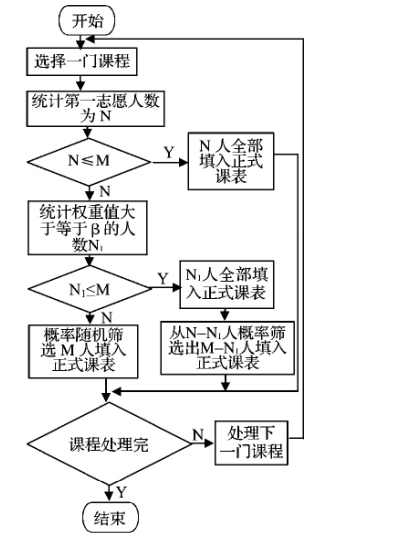 开始
选择一门课程
统计第一志愿人数
为 N
N≤M
Y
N 人全部
填入正式
课表
N
统计权重值大
于等于β的人
数N₁
N₁≤M
Y
N₁人全部填
入正式课表
N
概率随机筛
选 M 人填入
正式课表
从N–N₁人概率筛
选出M–N₁人填入
正式课表
课程处理完
N
处理下
一门课程
Y
结束